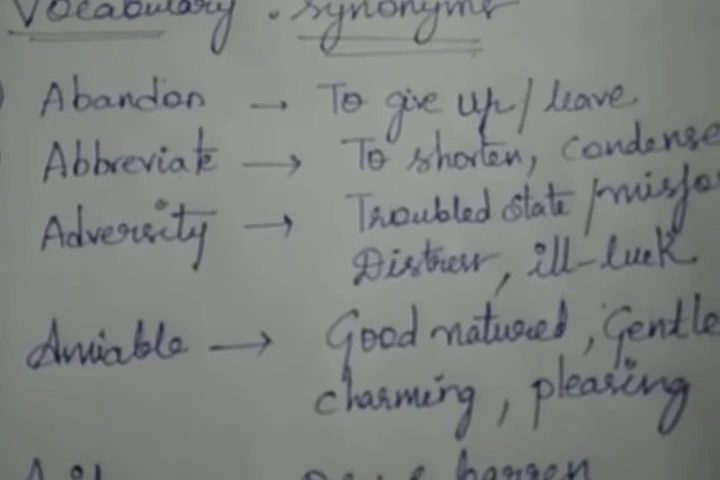 Vocabulary . Synonyms
Abandon → To give up / leave
Abbreviate → To shorten, Condense
Adversity → Troubled State /
Distress, ill-luck
Amiable → Good natured, Gentle
charming, pleasing
barren